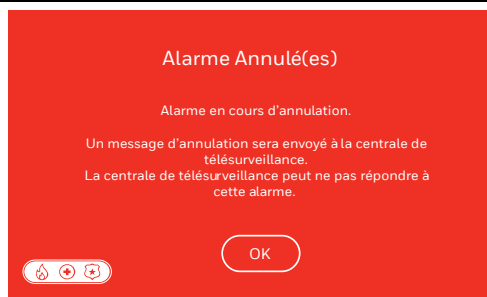 Alarme Annulé(es)
Alarme en cours d'annulation.
Un message d'annulation sera envoyé à la centrale de
télésurveillance.
La centrale de télésurveillance peut ne pas répondre à
cette alarme.
OK